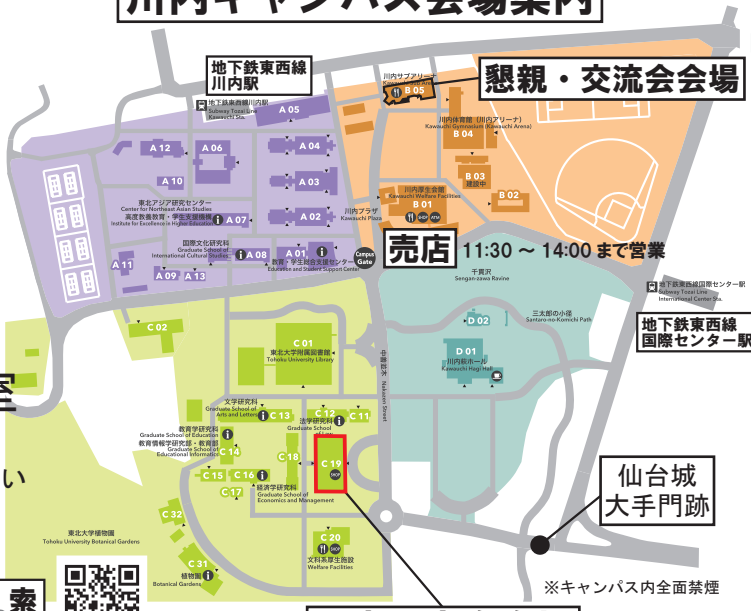 川内キャンパス会場案内
地下鉄東西線
川内駅
地下鉄東西線川内駅
Subway Tozai Line
Kawauchi Sta.
川内サブアリーナ
B 05
懇親・交流会会場
A 05
川内体育館（川内アリーナ）
Kawauchi Gymnasium (Kawauchi Arena)
B 04
A 12
A 06
A 04
A 10
A 03
B 03
建設中
B 02
川内厚生会館
Kawauchi Welfare Facilities
B 01
SHOP
ATM
東北アジア研究センター
Center for Northeast Asian Studies
高度教養教育・学生支援機構
Institute for Excellence in Higher Education
A 07
A 02
川内プラザ
Kawauchi Plaza
国際文化研究科
Graduate School of
International Cultural Studies
A 08
A 01
教育・学生総合支援センター
Education and Student Support Center
Campus
Gate
A 11
A 09
A 13
売店
11:30 ～ 14:00 まで営業
千貫沢
Sengan-zawa Ravine
地下鉄東西線国際センター駅
Subway Tozai Line
International Center Sta.
地下鉄東西線
国際センター駅
三太郎の小径
Santaro-no-Komichi Path
D 02
D 01
川内萩ホール
Kawauchi Hagi Hall
C 02
C 01
東北大学附属図書館
Tohoku University Library
中善並木 Nakazen Street
室
い
文学研究科
Graduate School of
Arts and Letters
C 13
C 12
C 11
法学研究科
Graduate School
教育学研究科
Graduate School of Education
教育情報学研究部・教育部
Graduate School of
Educational Informatics
C 14
C 18
C 19
SHOP
C 15
C 16
C 17
経済学研究科
Graduate School of
Economics and Management
C 32
東北大学植物園
Tohoku University Botanical Gardens
C 20
SHOP
文科系厚生施設
Welfare Facilities
C 31
植物園
Botanical Gardens
仙台城
大手門跡
※キャンパス内全面禁煙
索